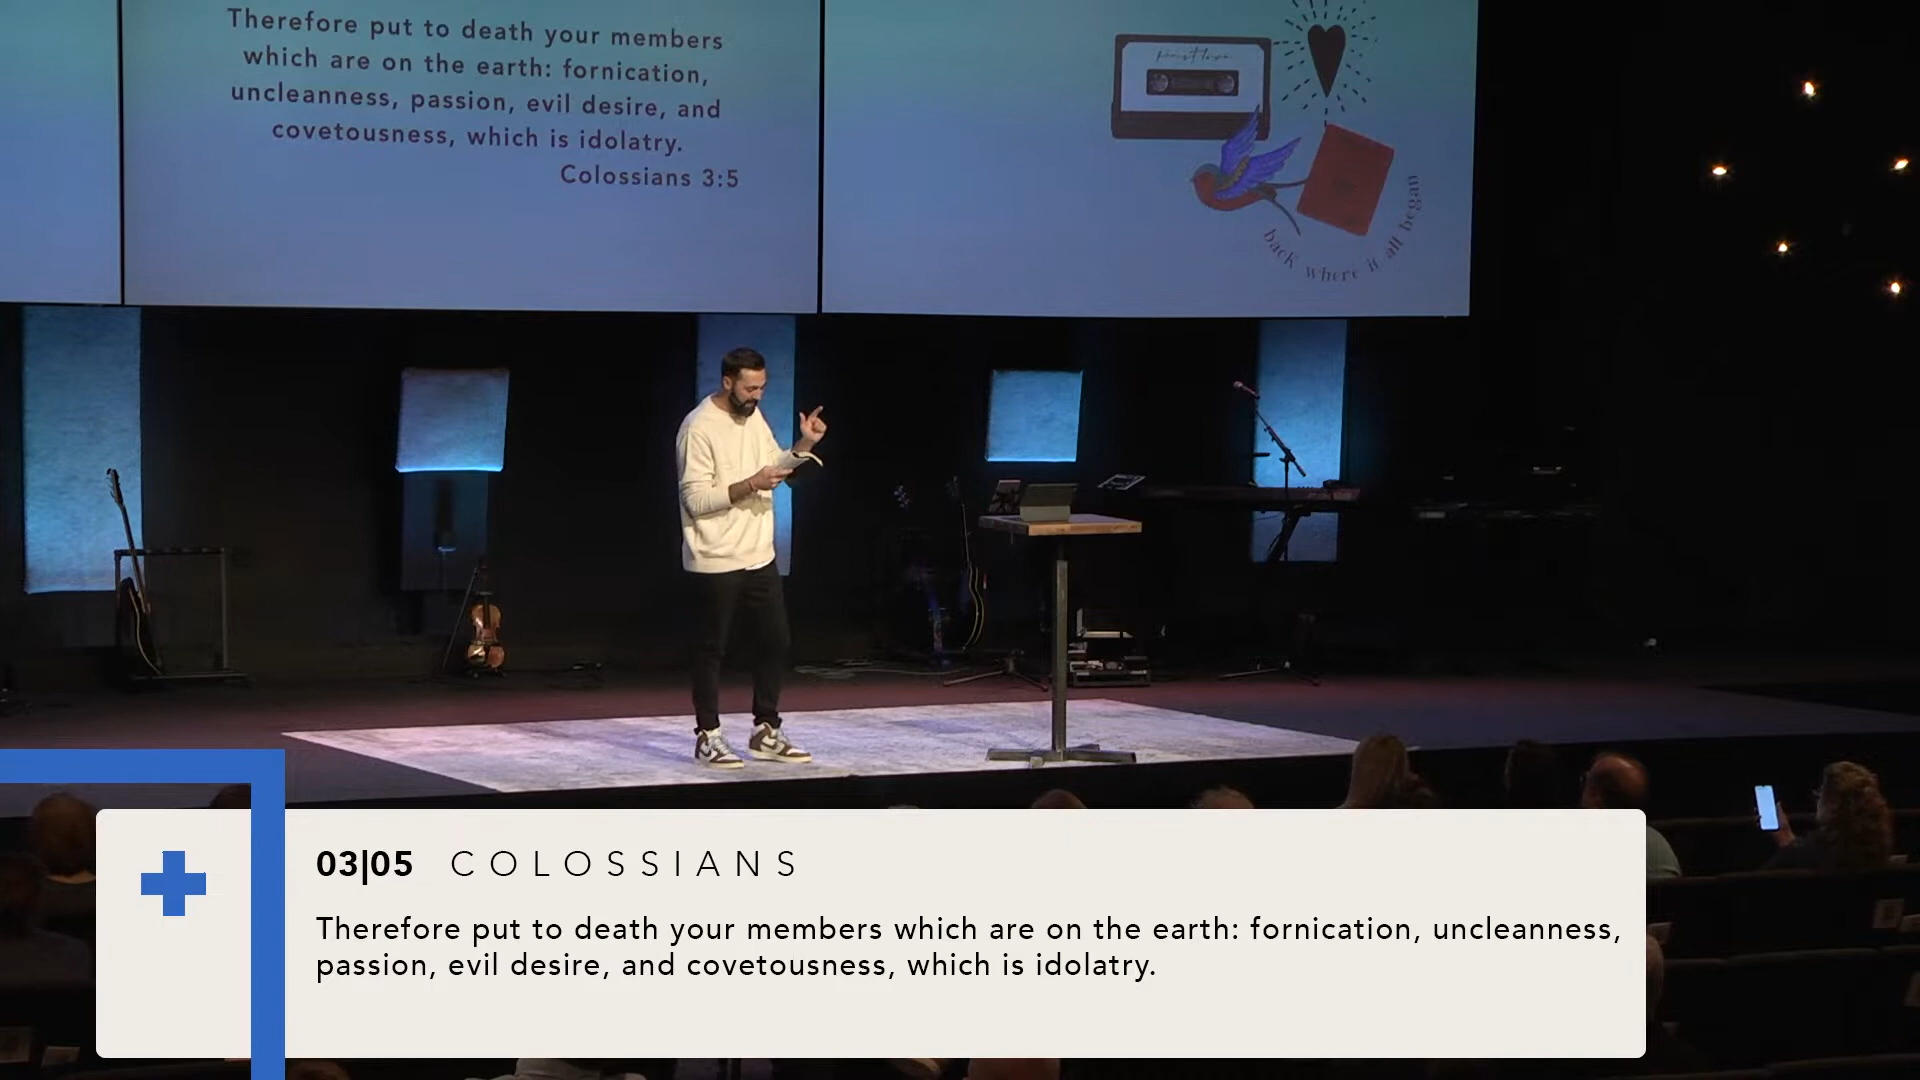 Therefore put to death your members
which are on the earth: fornication,
uncleanness, passion, evil desire, and
covetousness, which is idolatry.
Colossians 3:5
back where it all began
03|05 COLOSSIANS
Therefore put to death your members which are on the earth: fornication, uncleanness,
passion, evil desire, and covetousness, which is idolatry.